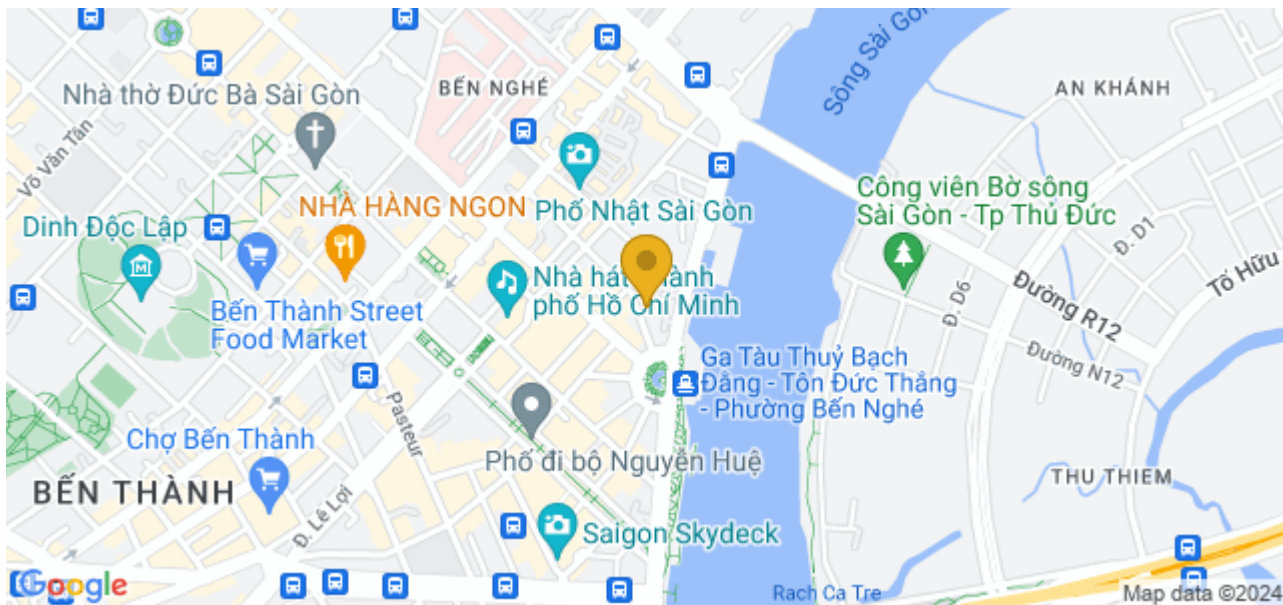 Sông Sài Gòn
BẾN NGHÉ
AN KHÁNH
Nhà thờ Đức Bà Sài Gòn
Võ Văn Tần
Công viên Bờ sông
Sài Gòn - Tp Thủ Đức
NHÀ HÀNG NGON
Phố Nhật Sài Gòn
Dinh Độc Lập
Đ. D1
Tố Hữu
Đ. D6
Đường R12
Bến Thành Street
Food Market
phố Hồ Chí Minh
Đường N12
Ga Tàu Thuỷ Bạch
Đằng - Tôn Đức Thắng
- Phường Bến Nghé
Pasteur
Chợ Bến Thành
Phố đi bộ Nguyễn Huệ
THU THIEM
BẾN THÀNH
Đ. Lê Lợi
Saigon Skydeck
Google
Rach Ca Tre
Map data ©2024